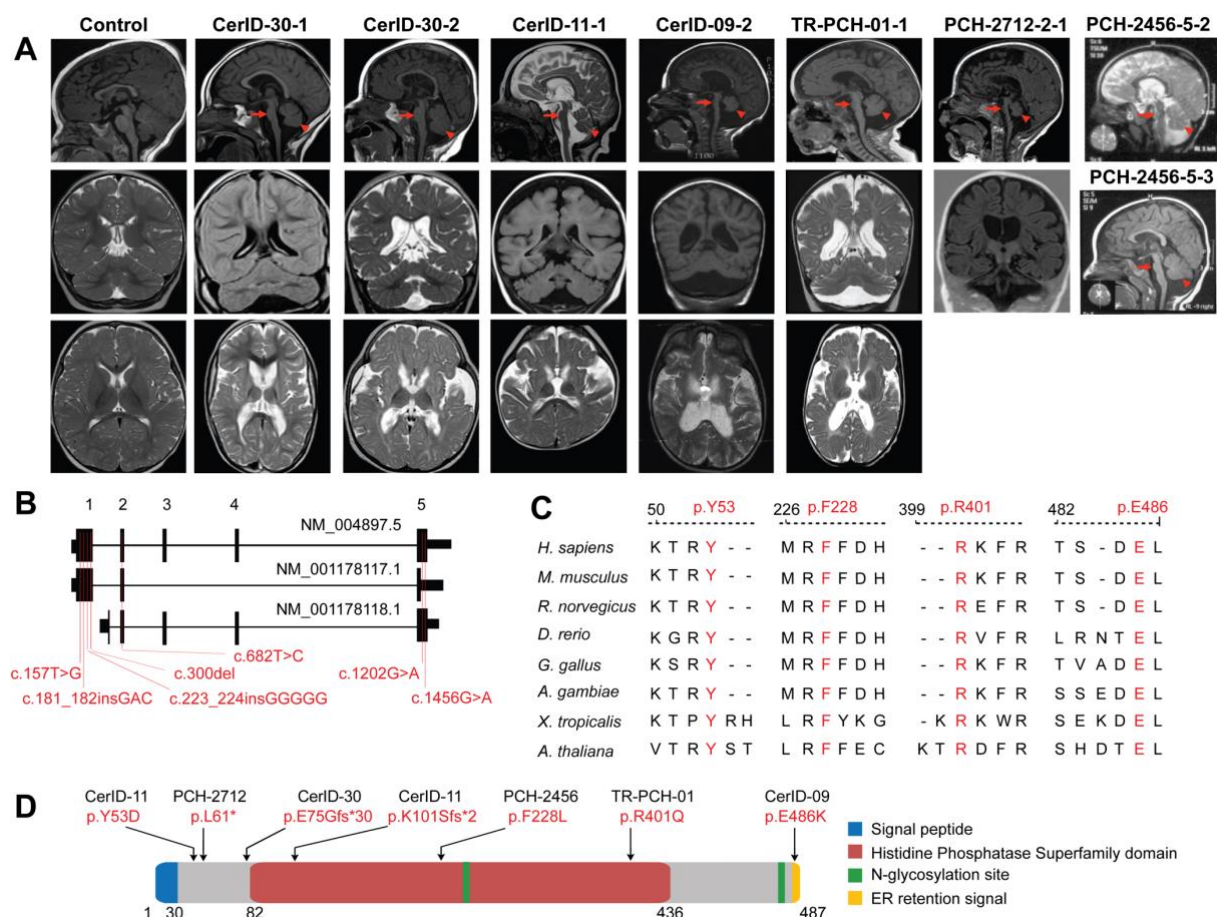 Control CerID-30-1 CerID-30-2 CerID-11-1 CerID-09-2 TR-PCH-01-1 PCH-2712-2-1 PCH-2456-5-2
A
PCH-2456-5-3
B
1 2 3 4 5
NM_004897.5
NM_001178117.1
NM_001178118.1
c.682T>C
c.157T>G c.300del c.1202G>A
c.181_182insGAC c.223_224insGGGGG c.1456G>A
C
50 p.Y53 226 p.F228 399 p.R401 482 p.E486
H. sapiens K T R Y - - M R F F D H - - R K F R T S - D E L
M. musculus K T R Y - - M R F F D H - - R K F R T S - D E L
R. norvegicus K T R Y - - M R F F D H - - R E F R T S - D E L
D. rerio K G R Y - - M R F F D H - - R V F R L R N T E L
G. gallus K S R Y - - M R F F D H - - R K F R T V A D E L
A. gambiae K T R Y - - M R F F D H - - R K F R S S E D E L
X. tropicalis K T P Y R H L R F Y K G - K R K W R S E K D E L
A. thaliana V T R Y S T L R F F E C K T R D F R S H D T E L
D
CerID-11 PCH-2712 CerID-30 CerID-11 PCH-2456 TR-PCH-01 CerID-09
p.Y53D p.L61* p.E75Gfs*30 p.K101Sfs*2 p.F228L p.R401Q p.E486K
Signal peptide
Histidine Phosphatase Superfamily domain
N-glycosylation site
ER retention signal
1 30 82 436 487